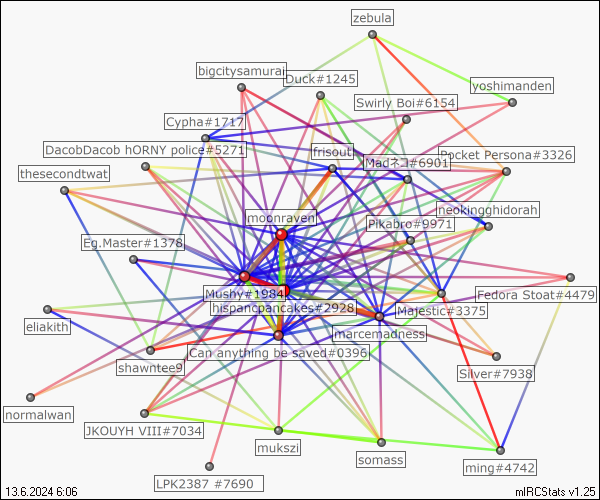 zebula
bigcitysamurai
Duck#1245
yoshimanden
Swirly Boi#6154
Cypha#1717
DacobDacob hORNY police#5271
frisout
Pocket Persona#3326
Madネコ#6901
thesecondtwat
neokingghidorah
moonraven
Pikabro#9971
Eg.Master#1378
Mushy#1984
Fedora Stoat#4479
hispancpancakes#2928
Majestic#3375
eliakith
marcemadness
Can anything be saved#0396
shawntee9
Silver#7938
normalwan
JKOUYH VIII#7034
mukszi
somass
ming#4742
LPK2387 #7690
13.6.2024 6:06
mIRCStats v1.25